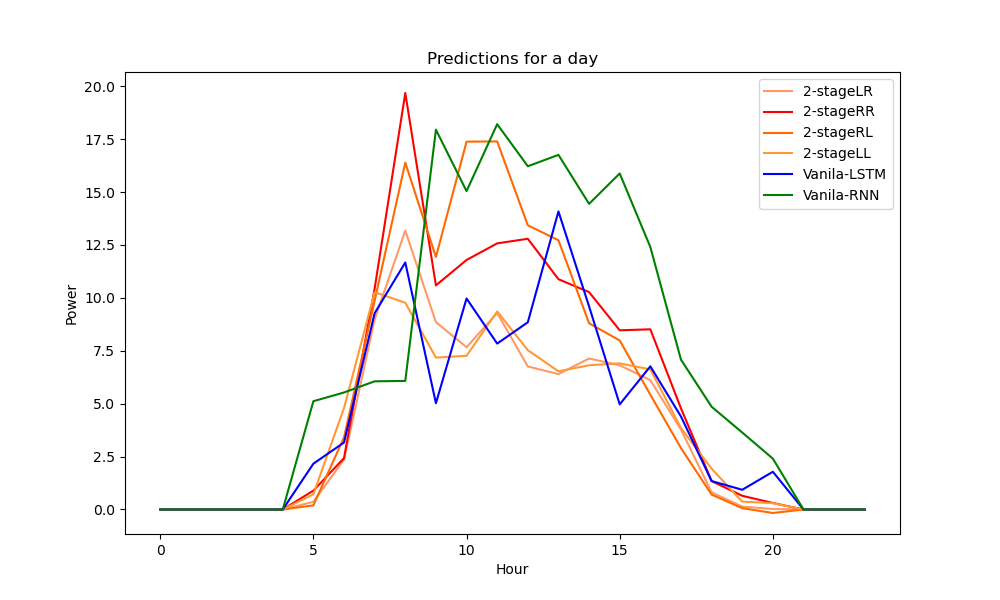 Predictions for a day
2-stageLR
2-stageRR
2-stageRL
2-stageLL
Vanila-LSTM
Vanila-RNN
Power
20.0
17.5
15.0
12.5
10.0
7.5
5.0
2.5
0.0
0 5 10 15 20
Hour